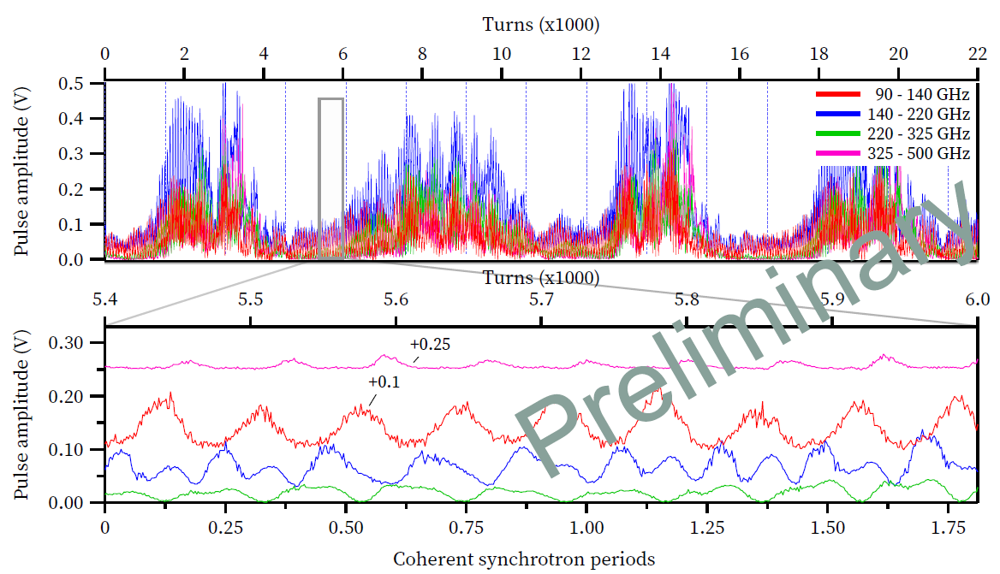 Turns (x1000)
0 2 4 6 8 10 12 14 16 18 20 22
Pulse amplitude (V)
0.5
0.4
0.3
0.2
0.1
0.0
90 - 140 GHz
140 - 220 GHz
220 - 325 GHz
325 - 500 GHz
Preliminary
Turns (x1000)
5.4 5.5 5.6 5.7 5.8 5.9 6.0
Pulse amplitude (V)
0.30
0.20
0.10
0.00
+0.25
+0.1
0 0.25 0.50 0.75 1.00 1.25 1.50 1.75
Coherent synchrotron periods